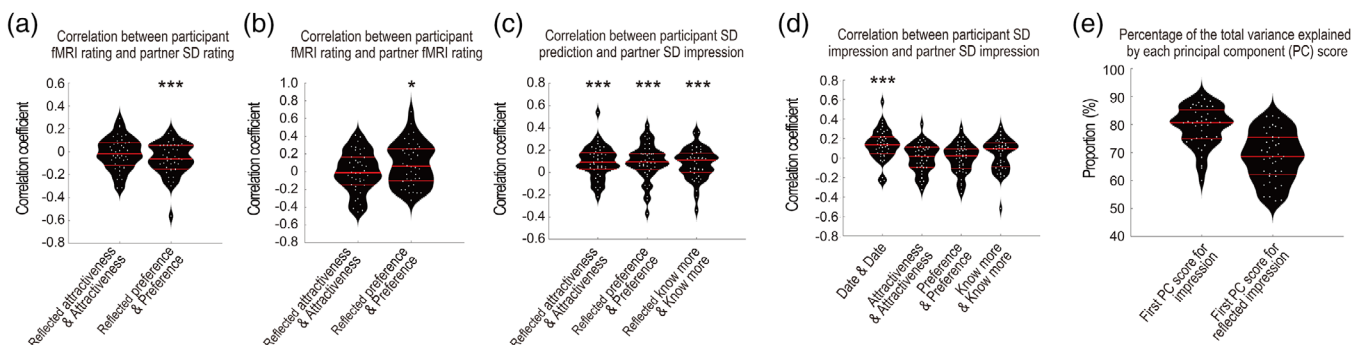 (a)
Correlation between participant
fMRI rating and partner SD rating
***
Correlation coefficient
0.6
0.4
0.2
0
-0.2
-0.4
-0.6
-0.8
Reflected attractiveness
& Attractiveness
Reflected preference
& Preference
(b)
Correlation between participant
fMRI rating and partner fMRI rating
*
Correlation coefficient
1.0
0.8
0.6
0.4
0.2
0
-0.2
-0.4
-0.6
-0.8
Reflected attractiveness
& Attractiveness
Reflected preference
& Preference
(c)
Correlation between participant SD
prediction and partner SD impression
*** *** ***
Correlation coefficient
0.8
0.6
0.4
0.2
0
-0.2
-0.4
-0.6
Reflected attractiveness
& Attractiveness
Reflected preference
& Preference
Reflected know more
& Know more
(d)
Correlation between participant SD
impression and partner SD impression
***
Correlation coefficient
0.8
0.6
0.4
0.2
0
-0.2
-0.4
-0.6
-0.8
Date & Date
Attractiveness
& Attractiveness
Preference
& Preference
Know more
& Know more
(e)
Percentage of the total variance explained
by each principal component (PC) score
Proportion (%)
100
90
80
70
60
50
40
First PC score for
impression
First PC score for
reflected impression